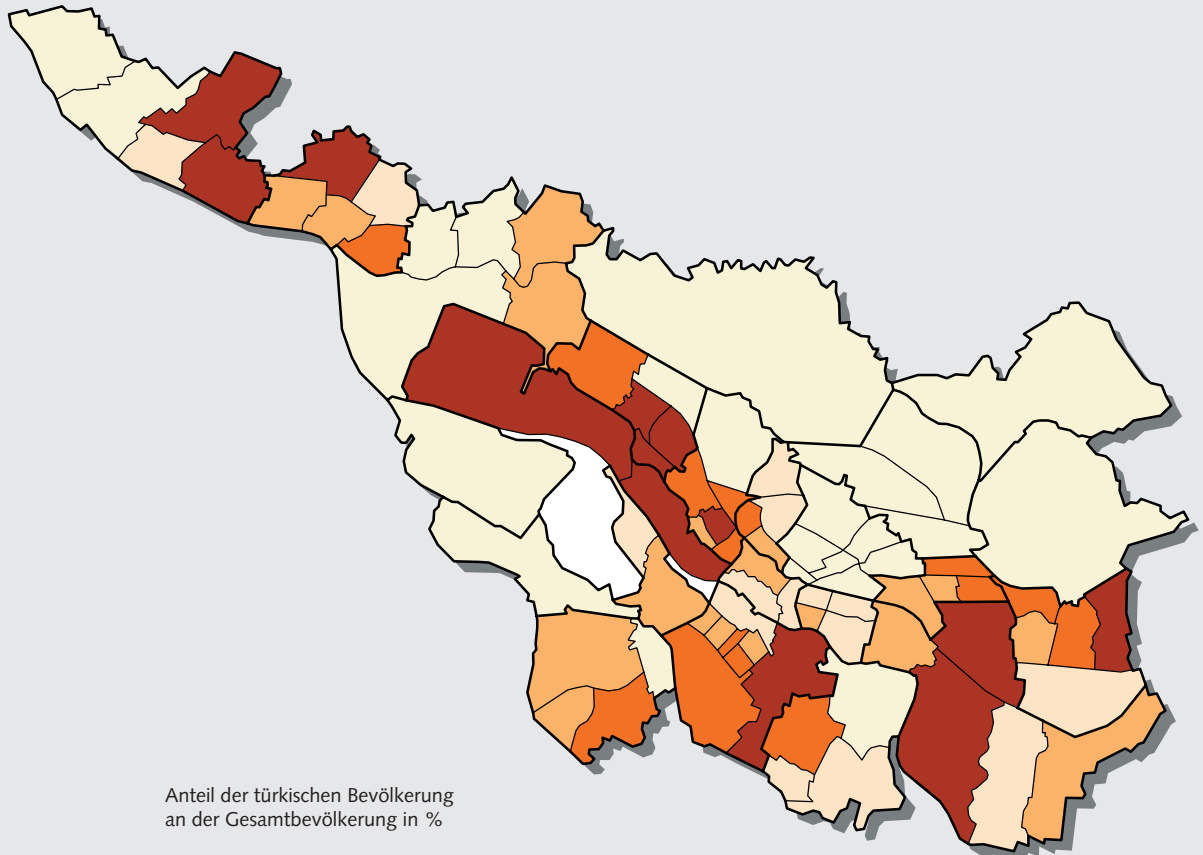 Anteil der türkischen Bevölkerung
an der Gesamtbevölkerung in %